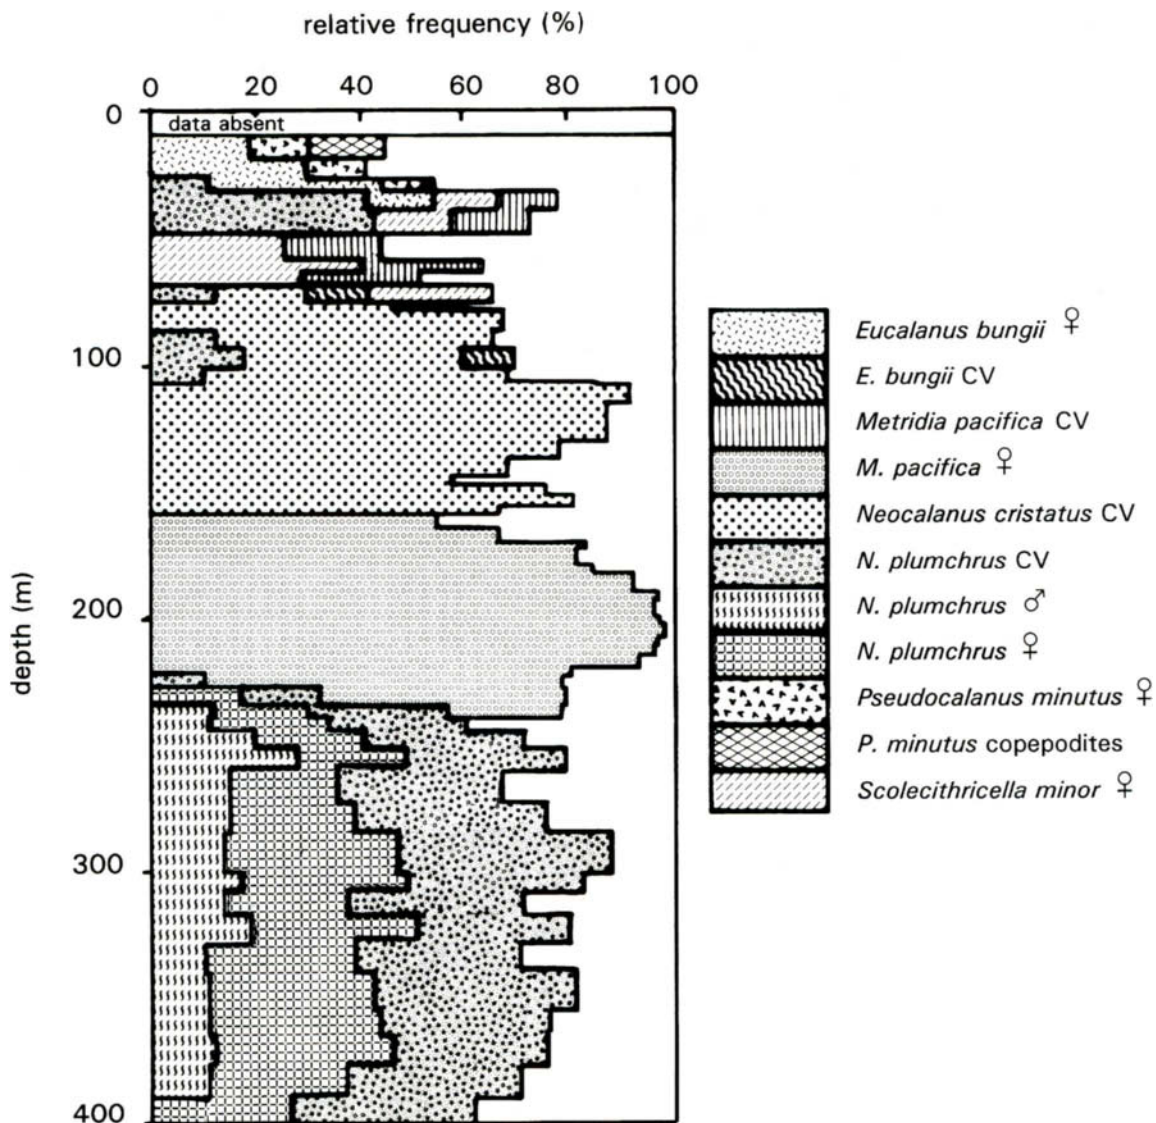 relative frequency (%)
0 20 40 60 80 100
0
data absent
100
200
300
400
depth (m)
Eucalanus bungii ♀
E. bungii CV
Metridia pacifica CV
M. pacifica ♀
Neocalanus cristatus CV
N. plumchrus CV
N. plumchrus ♂
N. plumchrus ♀
Pseudocalanus minutus ♀
P. minutus copepodites
Scolecithricella minor ♀